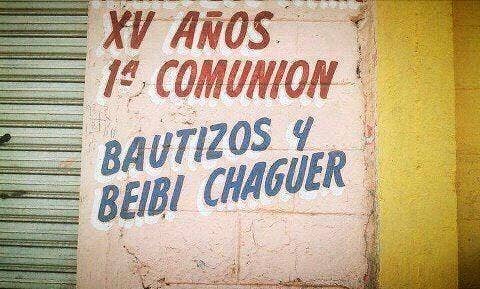 XV AÑOS
1ª COMUNION
BAUTIZOS Y
BEIBI CHAGUER